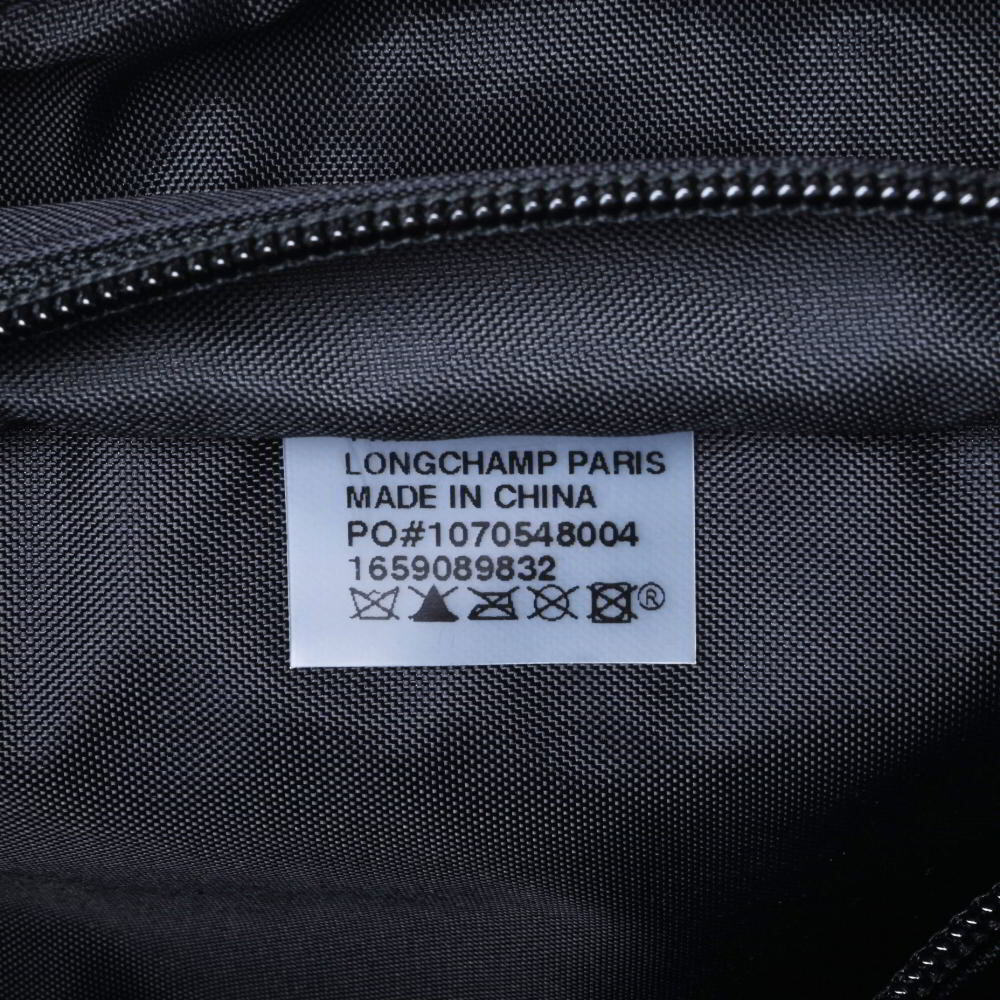 LONGCHAMP PARIS
MADE IN CHINA
PO#1070548004
1659089832
®